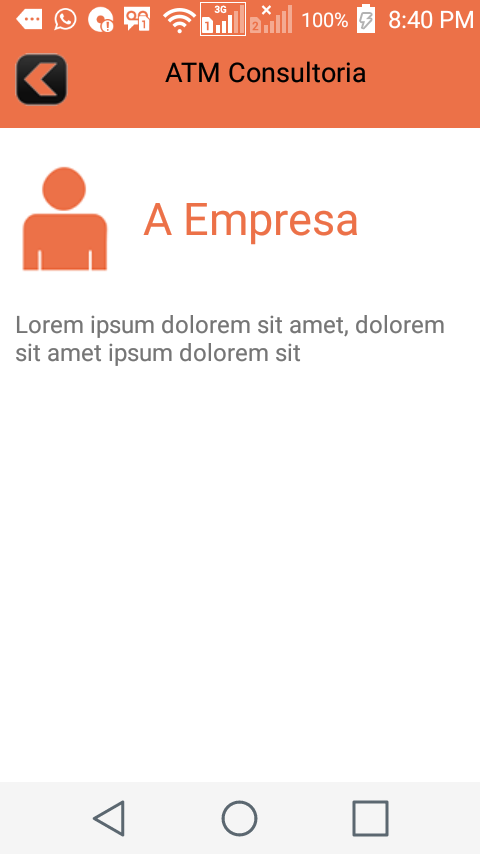 3G 1 2 1 100% 8:40 PM
ATM Consultoria
A Empresa
Lorem ipsum dolorem sit amet, dolorem
sit amet ipsum dolorem sit